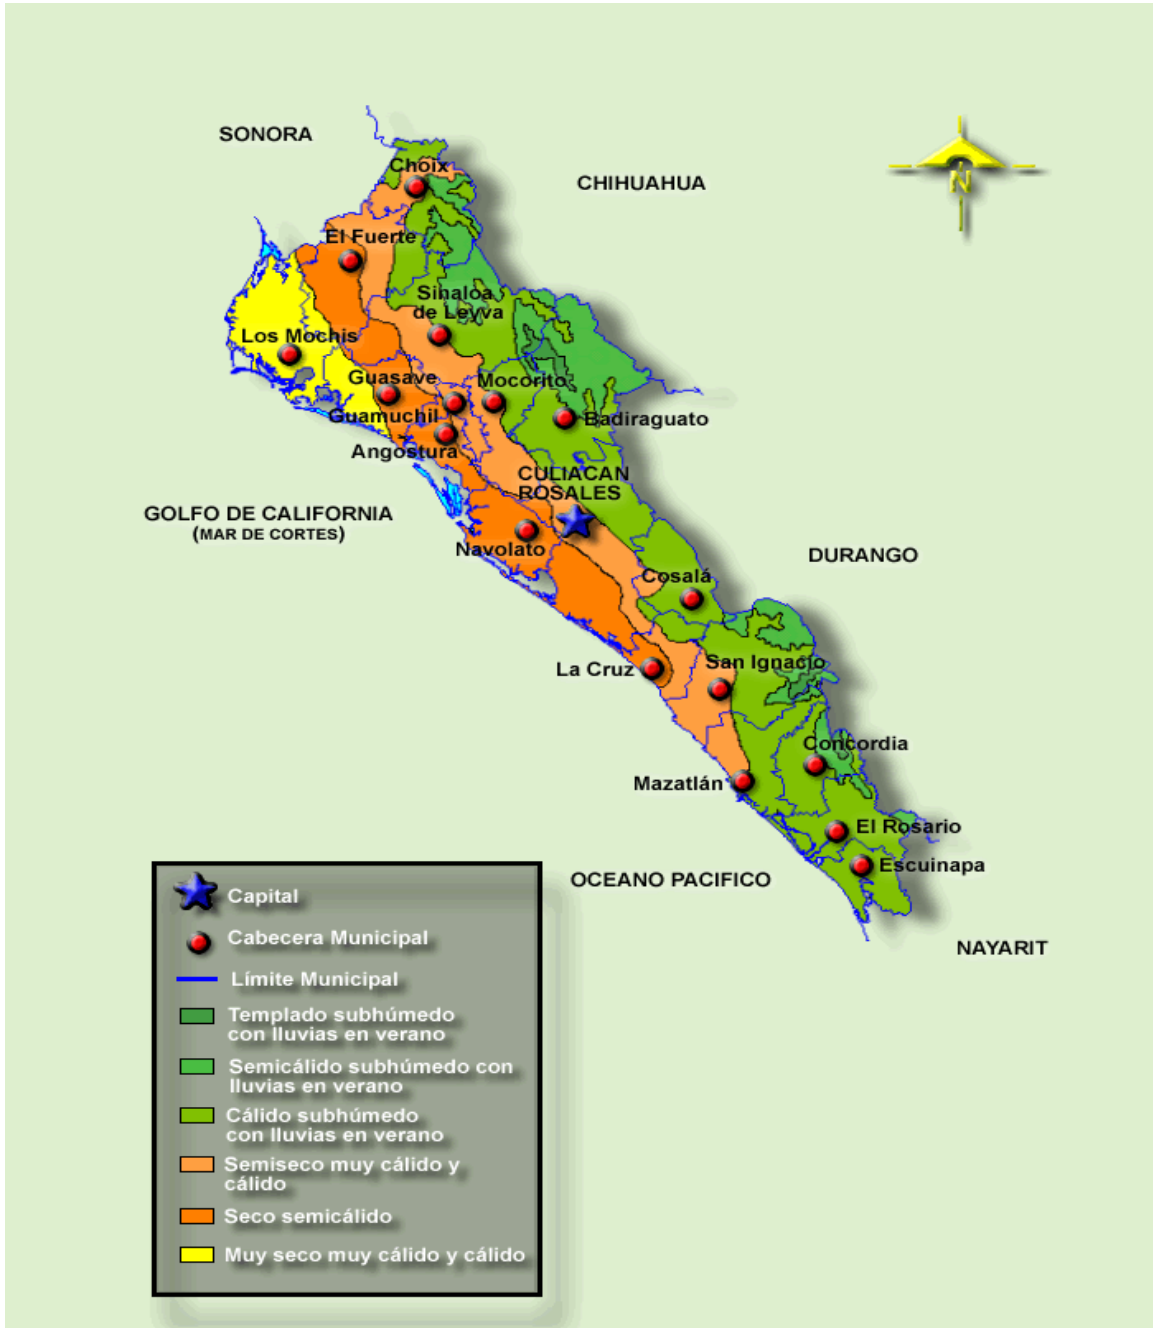 SONORA
CHIHUAHUA
N
Choix
El Fuerte
Sinaloa
de Leyva
Los Mochis
Guasave
Mocorito
Guamuchil
Badiraguato
Angostura
CULIACAN
ROSALES
GOLFO DE CALIFORNIA
(MAR DE CORTES)
Navolato
DURANGO
Cosalá
La Cruz
San Ignacio
Concordia
Mazatlán
El Rosario
Escuinapa
OCEANO PACIFICO
NAYARIT
Capital
Cabecera Municipal
Límite Municipal
Templado subhúmedo
con lluvias en verano
Semicálido subhúmedo con
lluvias en verano
Cálido subhúmedo
con lluvias en verano
Semiseco muy cálido y
cálido
Seco semicálido
Muy seco muy cálido y cálido